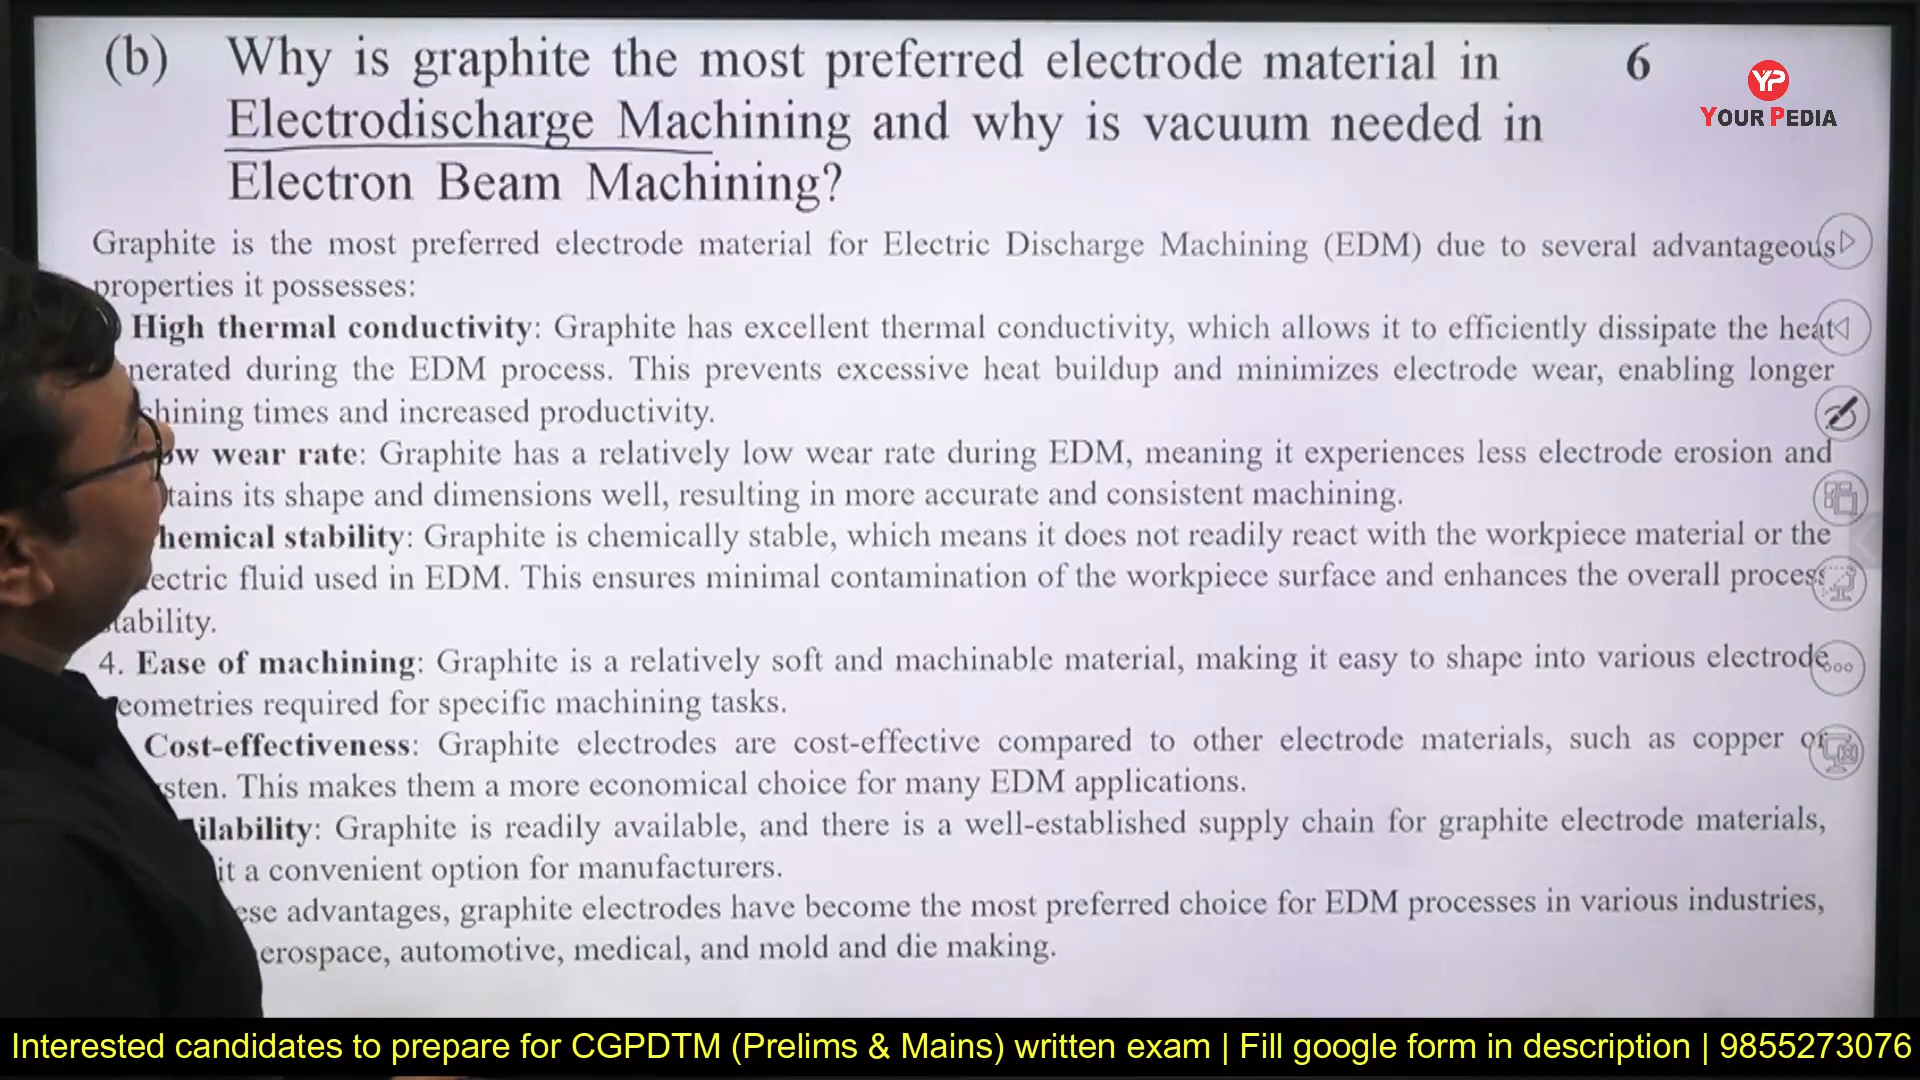 (b) Why is graphite the most preferred electrode material in 6
Electrodischarge Machining and why is vacuum needed in
Electron Beam Machining?
YP
YOUR PEDIA
Graphite is the most preferred electrode material for Electric Discharge Machining (EDM) due to several advantageous
properties it possesses:
High thermal conductivity: Graphite has excellent thermal conductivity, which allows it to efficiently dissipate the heat
nerated during the EDM process. This prevents excessive heat buildup and minimizes electrode wear, enabling longer
hining times and increased productivity.
ow wear rate: Graphite has a relatively low wear rate during EDM, meaning it experiences less electrode erosion and
tains its shape and dimensions well, resulting in more accurate and consistent machining.
hemical stability: Graphite is chemically stable, which means it does not readily react with the workpiece material or the
lectric fluid used in EDM. This ensures minimal contamination of the workpiece surface and enhances the overall process
tability.
4. Ease of machining: Graphite is a relatively soft and machinable material, making it easy to shape into various electrode
eometries required for specific machining tasks.
Cost-effectiveness: Graphite electrodes are cost-effective compared to other electrode materials, such as copper or
sten. This makes them a more economical choice for many EDM applications.
ilability: Graphite is readily available, and there is a well-established supply chain for graphite electrode materials,
it a convenient option for manufacturers.
ese advantages, graphite electrodes have become the most preferred choice for EDM processes in various industries,
erospace, automotive, medical, and mold and die making.
Interested candidates to prepare for CGPDTM (Prelims & Mains) written exam | Fill google form in description | 9855273076